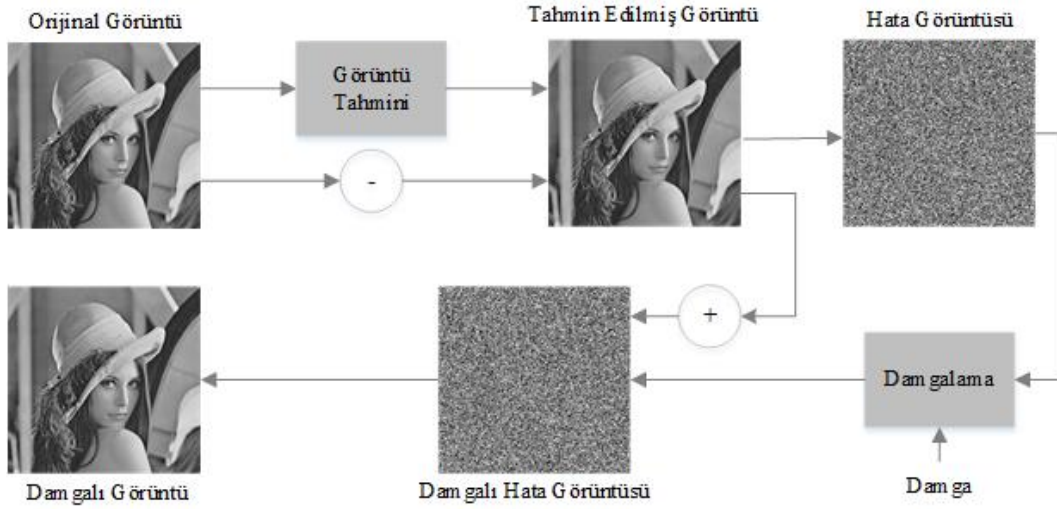 Orijinal Görüntü
Tahmin Edilmiş Görüntü
Hata Görüntüsü
Görüntü
Tahmini
-
+
Damgalama
Damgalı Görüntü
Damgalı Hata Görüntüsü
Damga